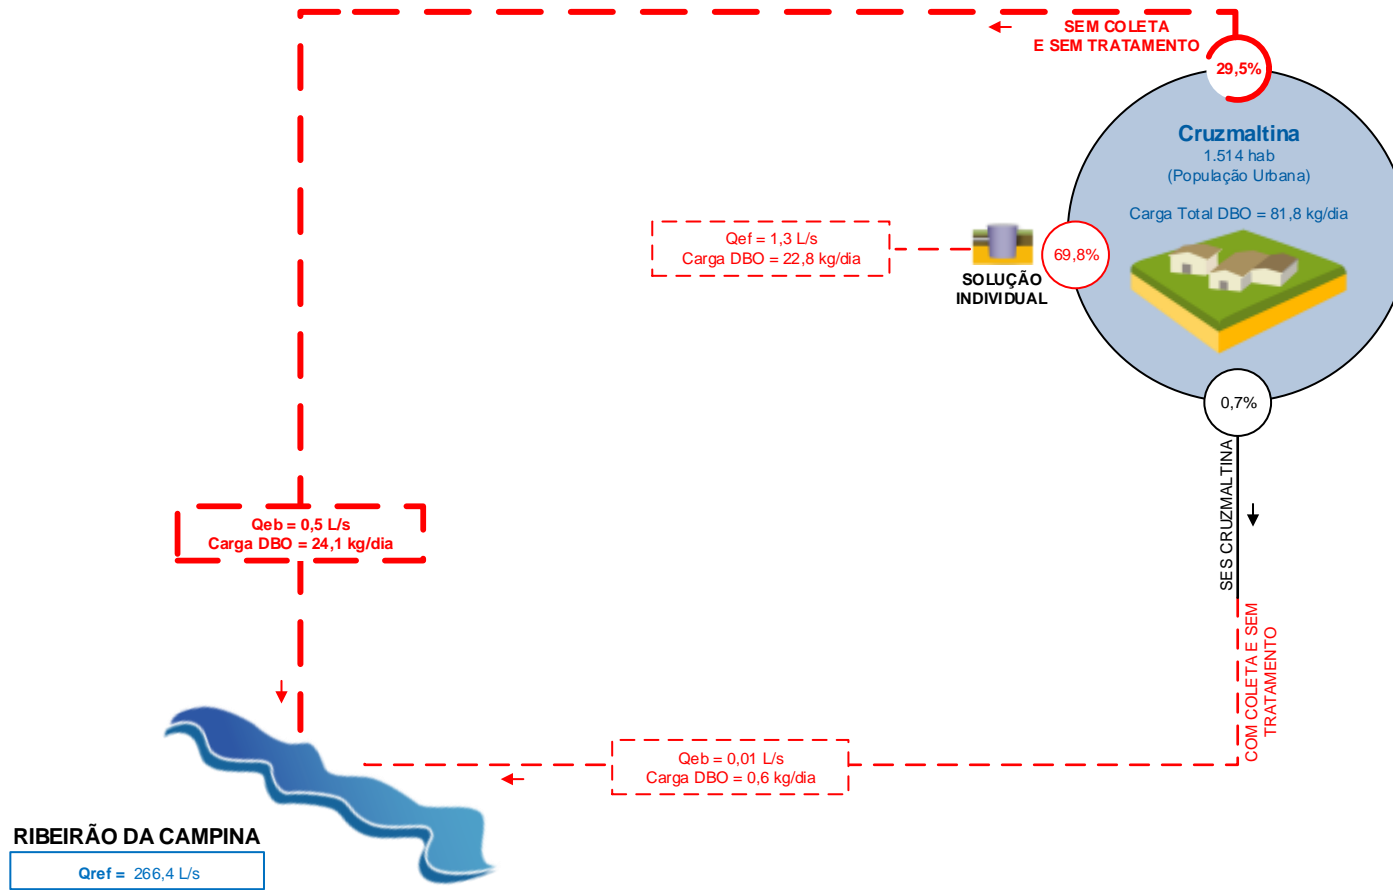 SEM COLETA
E SEM TRATAMENTO
29,5%
Cruzmaltina
1.514 hab
(População Urbana)
Carga Total DBO = 81,8 kg/dia
Qef = 1,3 L/s
Carga DBO = 22,8 kg/dia
SOLUÇÃO
INDIVIDUAL
69,8%
0,7%
SES CRUZMALTINA
Qeb = 0,5 L/s
Carga DBO = 24,1 kg/dia
COM COLETA E SEM
TRATAMENTO
Qeb = 0,01 L/s
Carga DBO = 0,6 kg/dia
RIBEIRÃO DA CAMPINA
Qref = 266,4 L/s